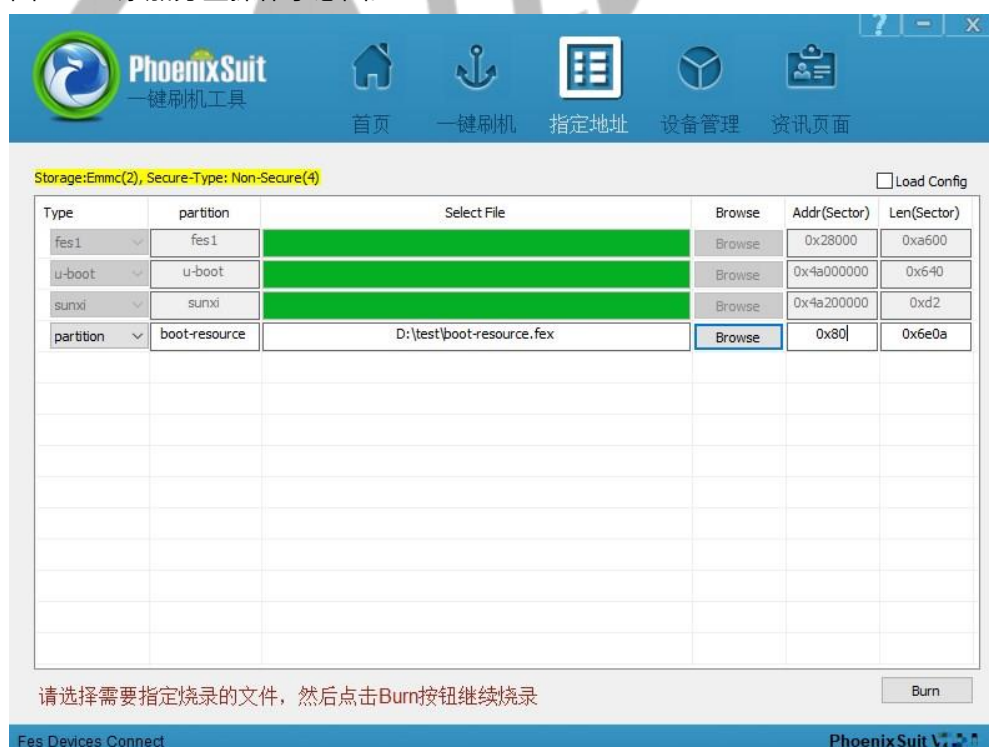 ? − x
PhoenixSuit
一键刷机工具
首页 一键刷机 指定地址 设备管理 资讯页面
Storage:Emmc(2), Secure-Type: Non-Secure(4)
Load Config
Type partition Select File Browse Addr(Sector) Len(Sector)
fes1 fes1 Browse 0x28000 0xa600
u-boot u-boot Browse 0x4a000000 0x640
sunxi sunxi Browse 0x4a200000 0xd2
partition boot-resource D:\test\boot-resource.fex Browse 0x80 0x6e0a
请选择需要指定烧录的文件，然后点击Burn按钮继续烧录
Burn
Fes Devices Connect
PhoenixSuit